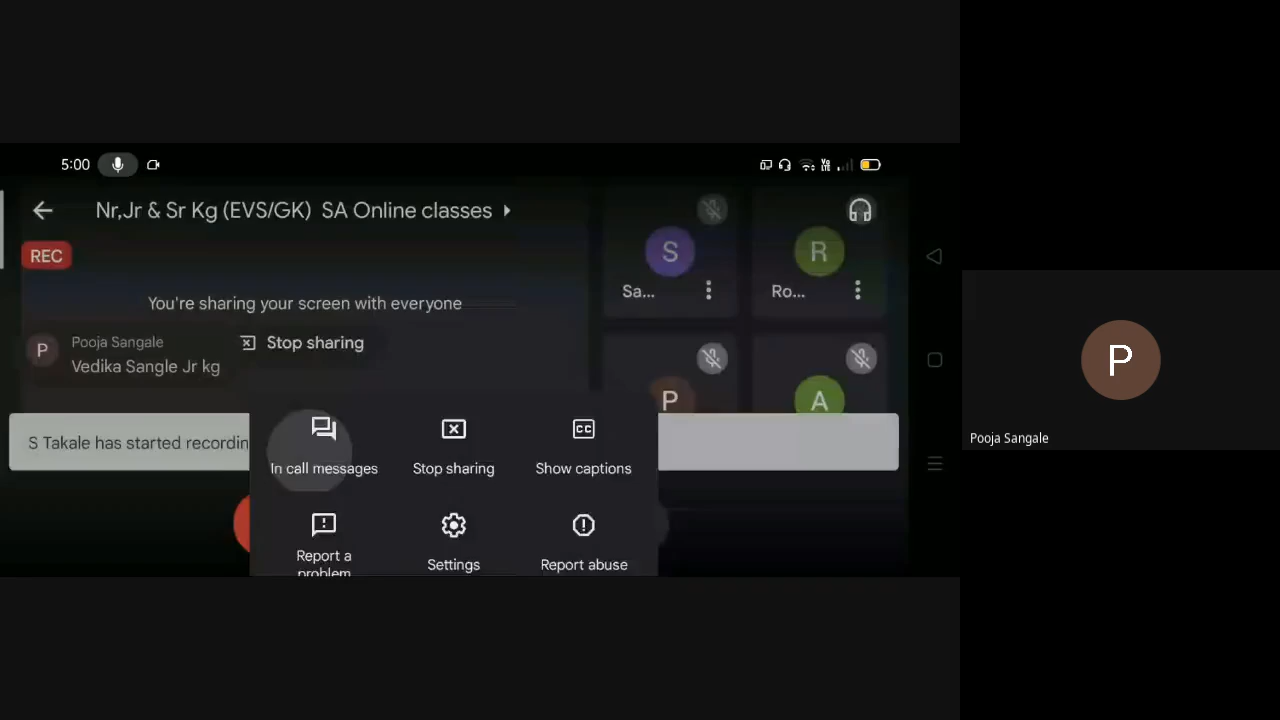 5:00
Nr,Jr & Sr Kg (EVS/GK) SA Online classes
REC
You're sharing your screen with everyone
Stop sharing
P
Pooja Sangale
Vedika Sangle Jr kg
S Takale has started recordin
In call messages
Stop sharing
Show captions
Report a
problem
Settings
Report abuse
S
Sa...
R
Ro...
P
A
P
Pooja Sangale